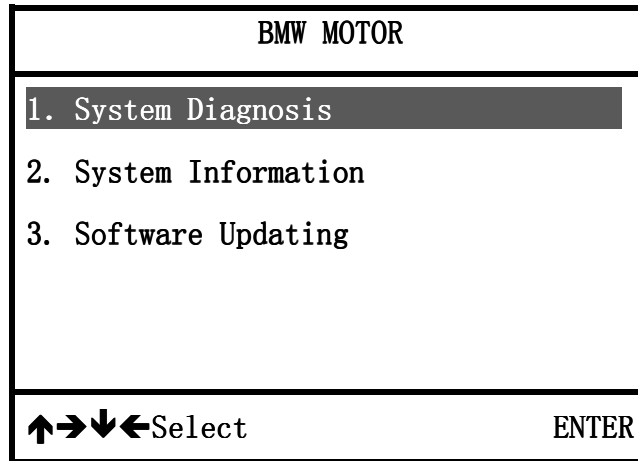 BMW MOTOR
1. System Diagnosis
2. System Information
3. Software Updating
↑→↓←Select ENTER